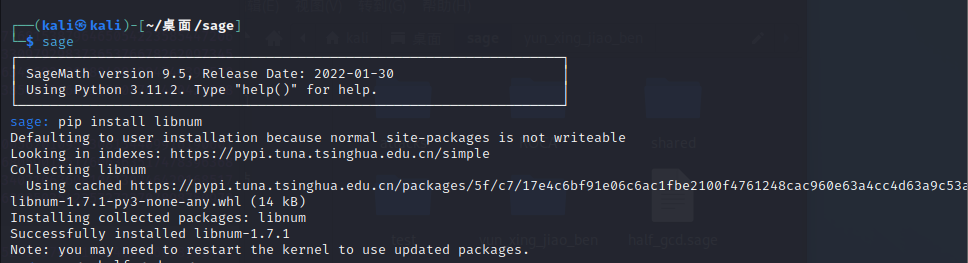 (kali㉿kali)-[~/桌面/sage]
$ sage
SageMath version 9.5, Release Date: 2022-01-30
Using Python 3.11.2. Type "help()" for help.
sage: pip install libnum
Defaulting to user installation because normal site-packages is not writeable
Looking in indexes: https://pypi.tuna.tsinghua.edu.cn/simple
Collecting libnum
Using cached https://pypi.tuna.tsinghua.edu.cn/packages/5f/c7/17e4c6bf91e06c6ac1fbe2100f4761248cac960e63a4cc4d63a9c53a
libnum-1.7.1-py3-none-any.whl (14 kB)
Installing collected packages: libnum
Successfully installed libnum-1.7.1
Note: you may need to restart the kernel to use updated packages.
shared
half_gcd.sage